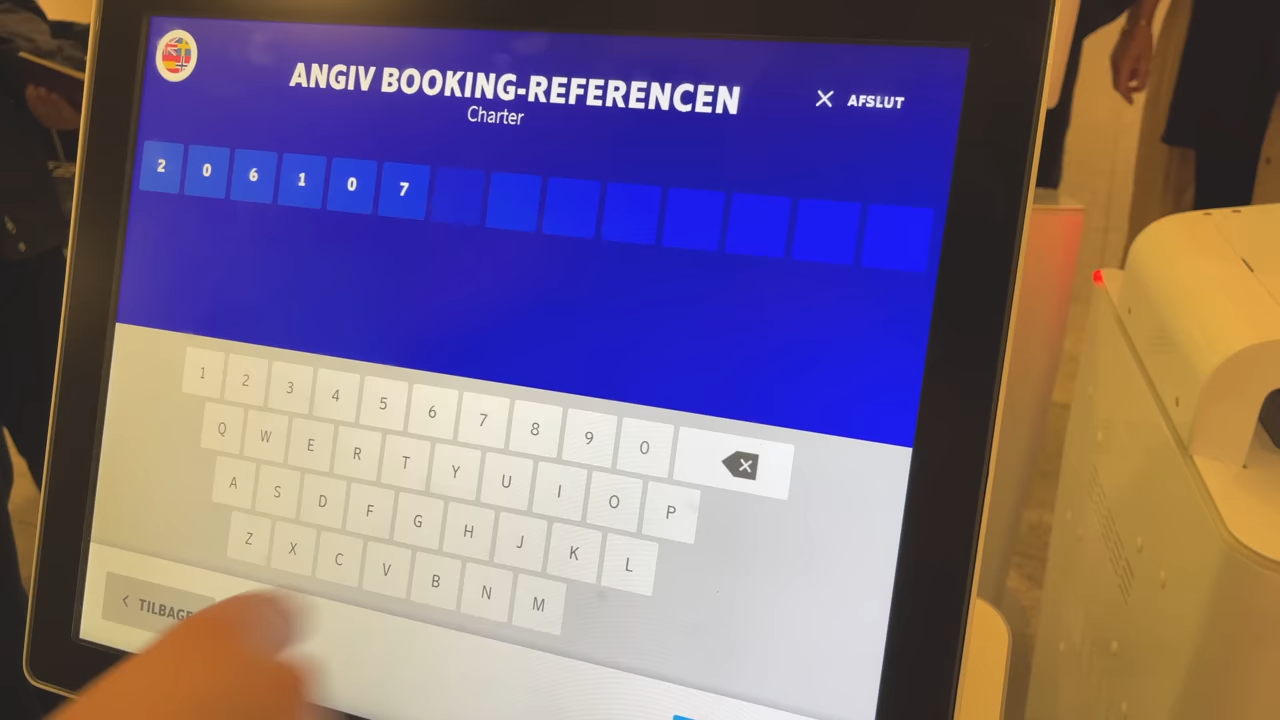 ANGIV BOOKING-REFERENCEN
Charter
× AFSLUT
2 0 6 1 0 7
1 2 3 4 5 6 7 8 9 0
Q W E R T Y U I O P
A S D F G H J K L
Z X C V B N M
< TILBAGE